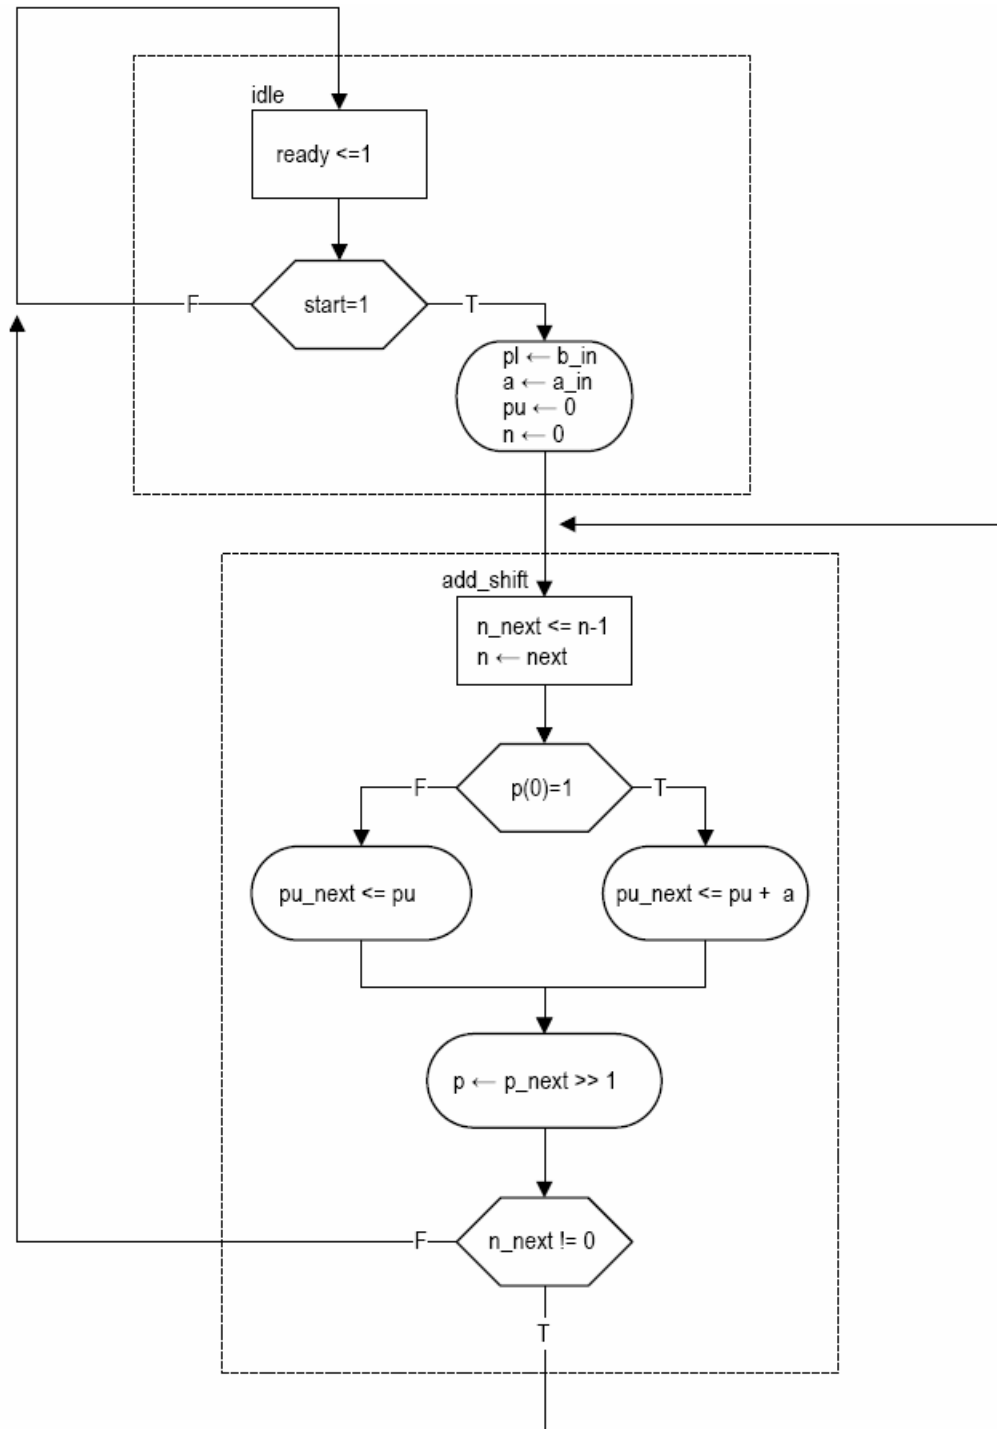 idle
ready <=1
start=1
F
T
pl ← b_in
a ← a_in
pu ← 0
n ← 0
add_shift
n_next <= n-1
n ← next
p(0)=1
F
T
pu_next <= pu
pu_next <= pu + a
p ← p_next >> 1
n_next != 0
F
T